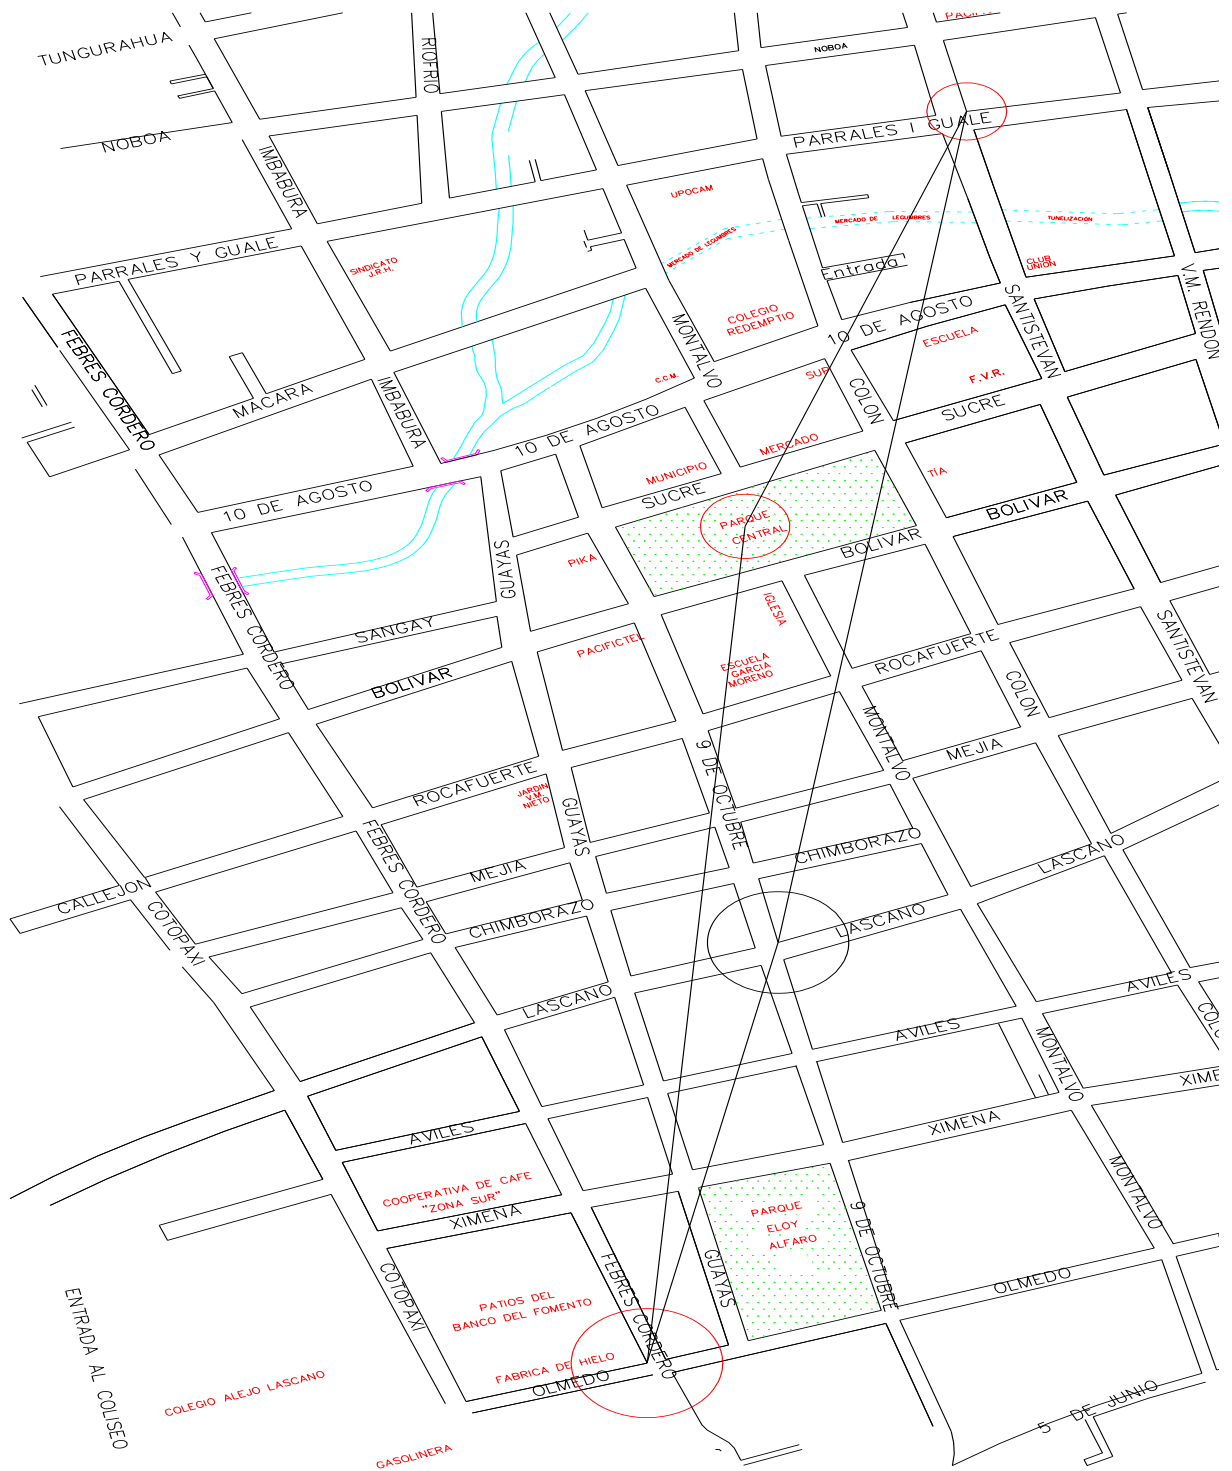 TUNGURAHUA
RIOFRIO
NOBOA
NOBOA
IMBABURA
PARRALES I GUALE
UPOCAM
MERCADO DE LEGUMBRES
TUNELIZACIÓN
MERCADO DE LEGUMBRES
PARRALES Y GUALE
SINDICATO
J.R.H.
Entrada
CLUB
UNION
V.M. RENDON
SANTISTEVAN
COLEGIO
REDEMPTIO
MONTALVO
10 DE AGOSTO
ESCUELA
F.V.R.
FEBRES CORDERO
MACARA
IMBABURA
C.C.M.
SUR
COLON
SUCRE
10 DE AGOSTO
MERCADO
MUNICIPIO
TÍA
10 DE AGOSTO
SUCRE
BOLIVAR
PARQUE
CENTRAL
BOLIVAR
GUAYAS
PIKA
FEBRES CORDERO
SANGAY
IGLESIA
PACIFICTEL
ESCUELA
GARCIA
MORENO
ROCAFUERTE
SANTISTEVAN
BOLIVAR
COLON
MONTALVO
MEJIA
9 DE OCTUBRE
ROCAFUERTE
JARDIN
V.M.
NIETO
GUAYAS
FEBRES CORDERO
MEJIA
CHIMBORAZO
LASCANO
CALLEJON
COTOPAXI
CHIMBORAZO
LASCANO
LASCANO
AVILES
AVILES
MONTALVO
AVILES
XIMENA
MONTALVO
COOPERATIVA DE CAFE
"ZONA SUR"
XIMENA
PARQUE
ELOY
ALFARO
9 DE OCTUBRE
COTOPAXI
FEBRES CORDERO
GUAYAS
OLMEDO
ENTRADA AL COLISEO
PATIOS DEL
BANCO DEL FOMENTO
FABRICA DE HIELO
OLMEDO
COLEGIO ALEJO LASCANO
5 DE JUNIO
GASOLINERA